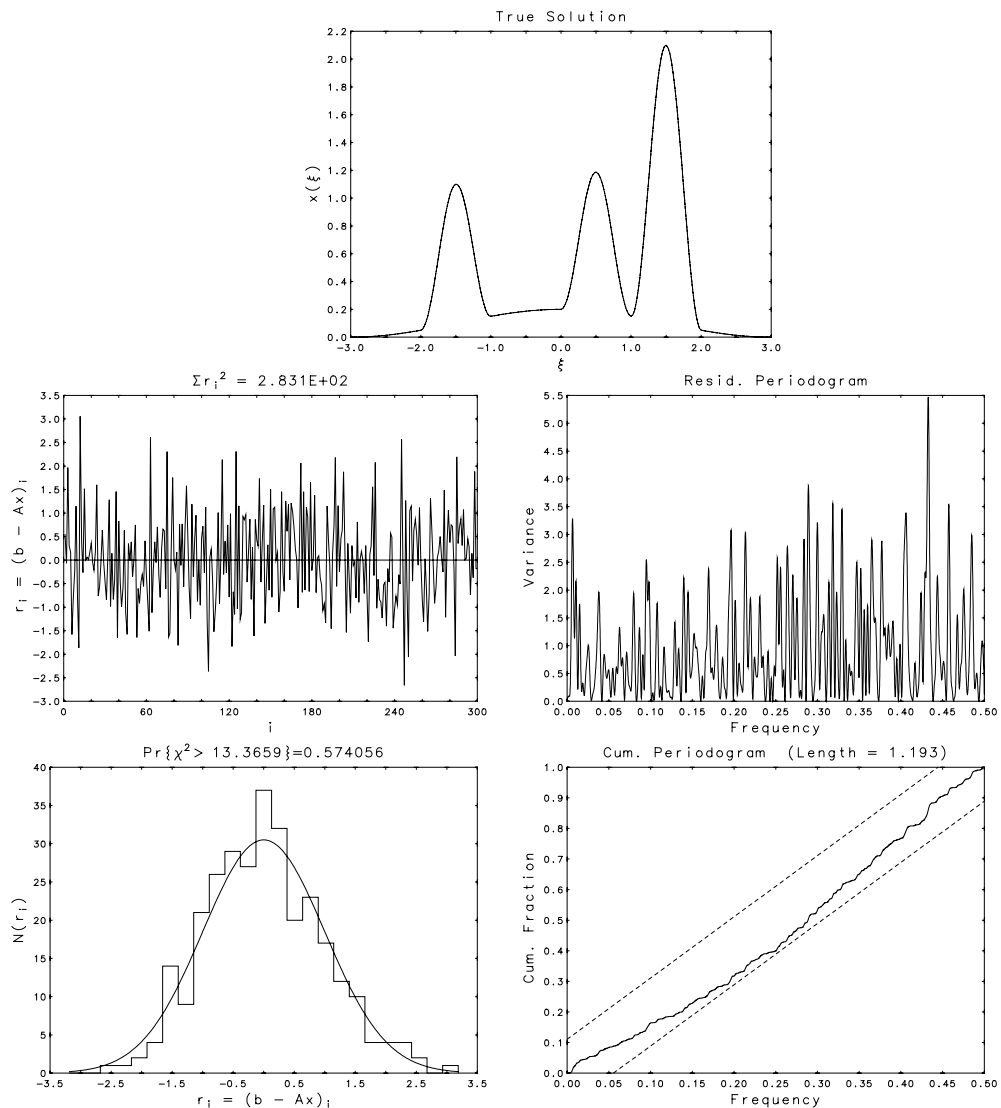 True Solution
x(ξ)
2.2
2.0
1.8
1.6
1.4
1.2
1.0
0.8
0.6
0.4
0.2
0.0
-3.0 -2.0 -1.0 0.0 1.0 2.0 3.0
ξ
Σrᵢ² = 2.831E+02
rᵢ = (b - Ax)ᵢ
3.5
3.0
2.5
2.0
1.5
1.0
0.5
0.0
-0.5
-1.0
-1.5
-2.0
-2.5
-3.0
0 60 120 180 240 300
i
Resid. Periodogram
Variance
5.5
5.0
4.5
4.0
3.5
3.0
2.5
2.0
1.5
1.0
0.5
0.0
0.00 0.05 0.10 0.15 0.20 0.25 0.30 0.35 0.40 0.45 0.50
Frequency
Pr{χ²> 13.3659}=0.574056
N(rᵢ)
40
35
30
25
20
15
10
5
0
-3.5 -2.5 -1.5 -0.5 0.5 1.5 2.5 3.5
rᵢ = (b - Ax)ᵢ
Cum. Periodogram (Length = 1.193)
Cum. Fraction
1.0
0.9
0.8
0.7
0.6
0.5
0.4
0.3
0.2
0.1
0.0
0.00 0.05 0.10 0.15 0.20 0.25 0.30 0.35 0.40 0.45 0.50
Frequency